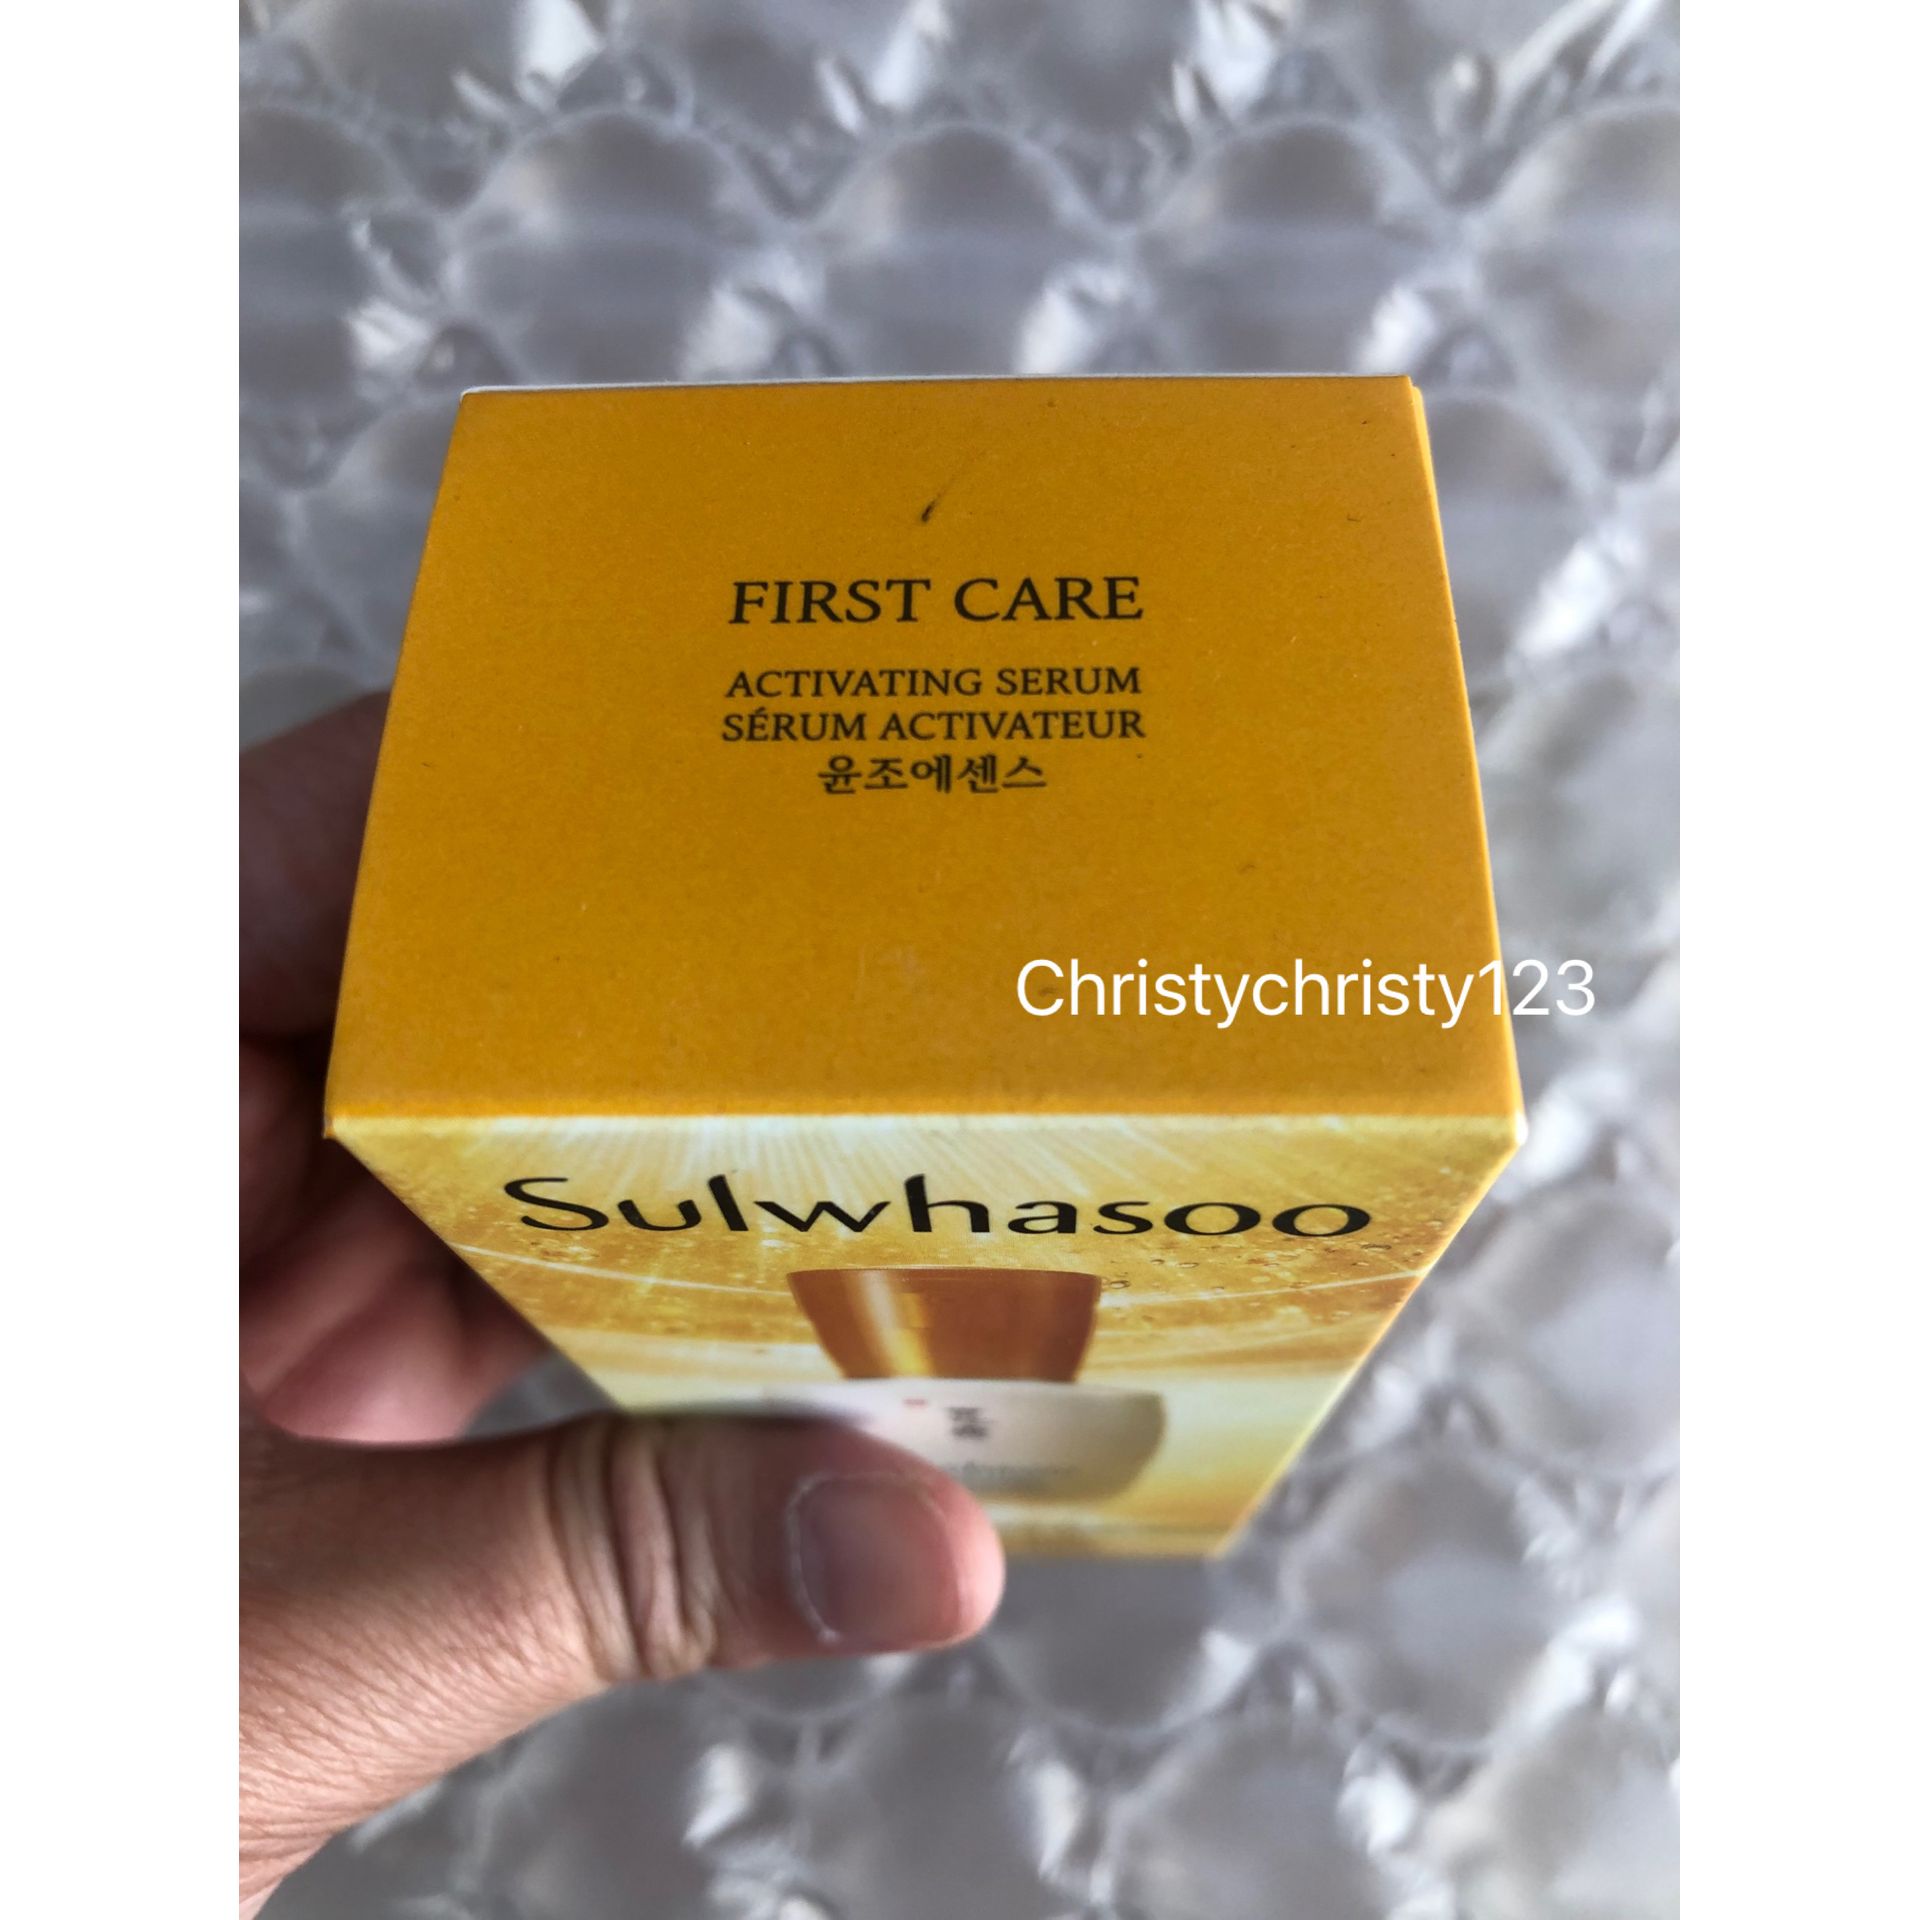 FIRST CARE
ACTIVATING SERUM
SÉRUM ACTIVATEUR
윤조에센스
Christychristy123
Sulwhasoo